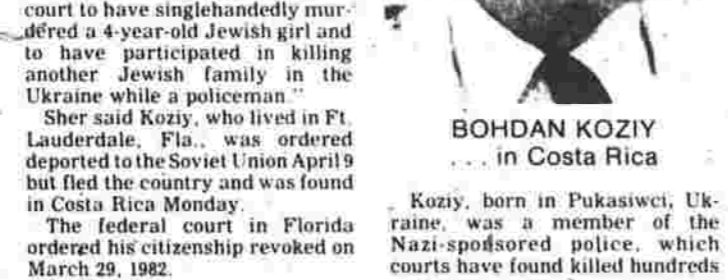 court to have singlehandedly mur-
dered a 4-year-old Jewish girl and
to have participated in killing
another Jewish family in the
Ukraine while a policeman."
Sher said Koziy, who lived in Ft.
Lauderdale, Fla., was ordered
deported to the Soviet Union April 9
but fled the country and was found
in Costa Rica Monday.
The federal court in Florida
ordered his citizenship revoked on
March 29, 1982.
BOHDAN KOZIY
. . . in Costa Rica
Koziy, born in Pukasiwci, Uk-
raine, was a member of the
Nazi-sponsored police, which
courts have found killed hundreds